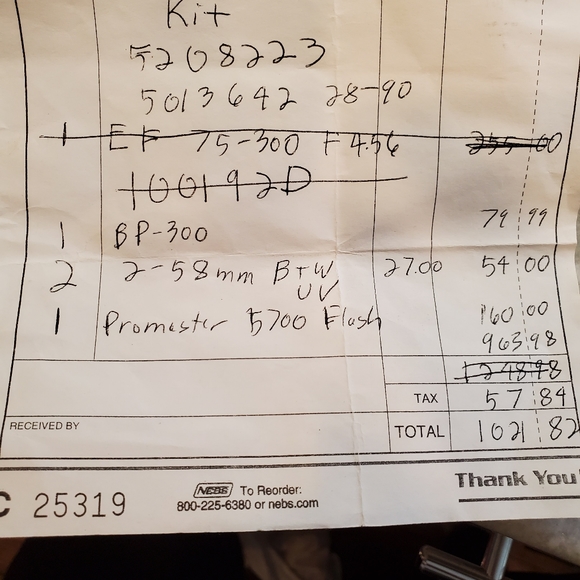 Kit
5208223
5013642 28-90
1 EF 75-300 F4.56 255 00
100192D
1 BP-300 79 99
2 2-58mm B+W 27.00 54 00
UV
1 Promaster 5700 Flash 160 00
963 98
1248 98
TAX 57 84
RECEIVED BY TOTAL 1021 82
Thank You!
C 25319 NEBS To Reorder:
800-225-6380 or nebs.com